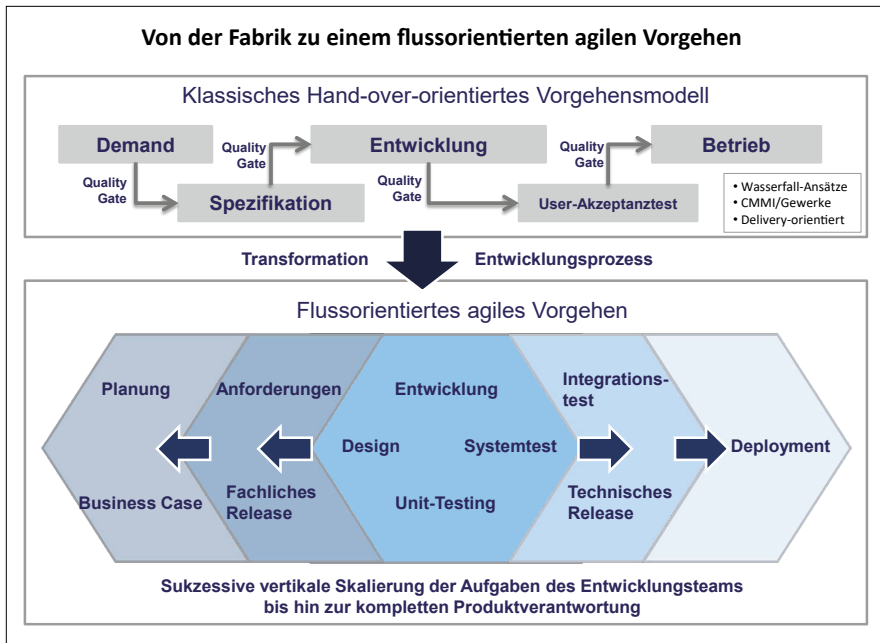 Von der Fabrik zu einem flussorientierten agilen Vorgehen
Klassisches Hand-over-orientiertes Vorgehensmodell
Demand
Quality
Gate
Entwicklung
Quality
Gate
Betrieb
Quality
Gate
Spezifikation
Quality
Gate
User-Akzeptanztest
• Wasserfall-Ansätze
• CMMI/Gewerke
• Delivery-orientiert
Transformation
Entwicklungsprozess
Flussorientiertes agiles Vorgehen
Planung
Anforderungen
Entwicklung
Integrations-
test
Design
Systemtest
Deployment
Business Case
Fachliches
Release
Unit-Testing
Technisches
Release
Sukzessive vertikale Skalierung der Aufgaben des Entwicklungsteams
bis hin zur kompletten Produktverantwortung